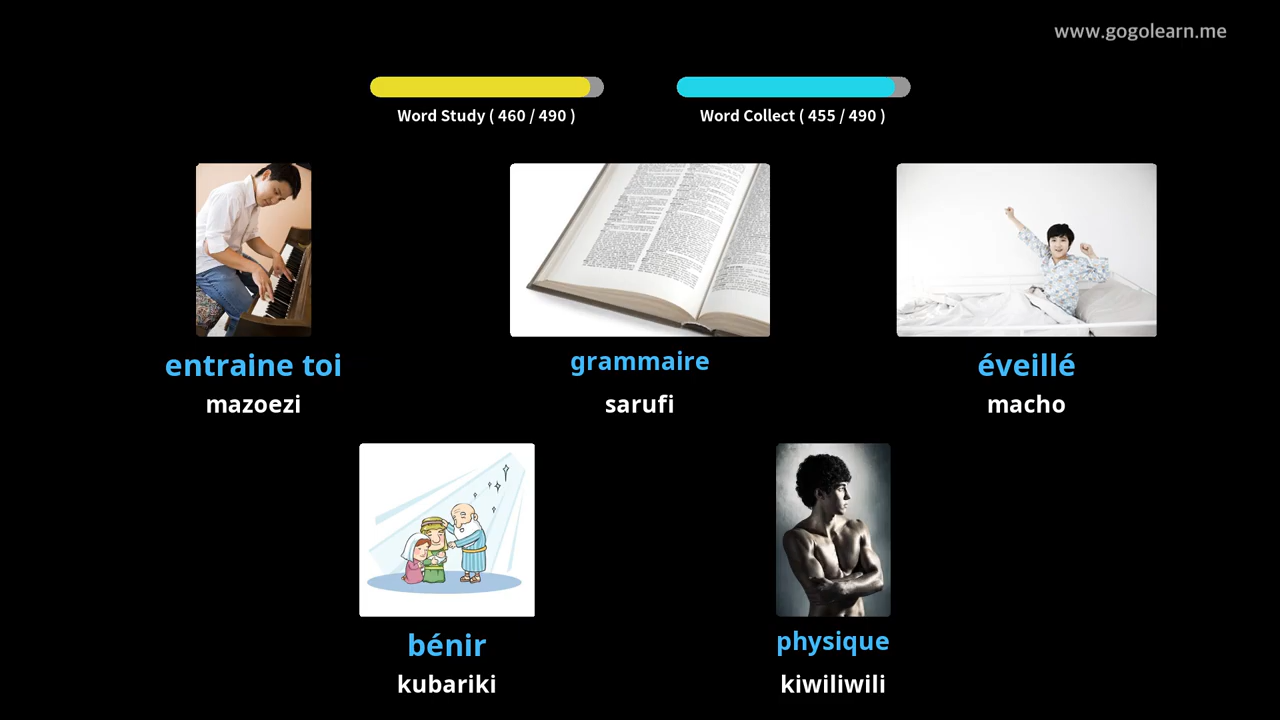 www.gogolearn.me
Word Study ( 460 / 490 )
Word Collect ( 455 / 490 )
entraine toi
mazoezi
grammaire
sarufi
éveillé
macho
bénir
kubariki
physique
kiwiliwili